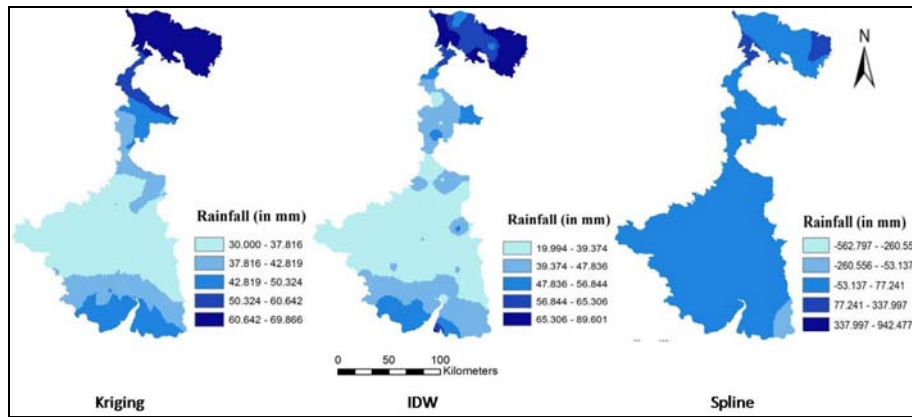 N
Rainfall (in mm)
30.000 - 37.816
37.816 - 42.819
42.819 - 50.324
50.324 - 60.642
60.642 - 69.866
Rainfall (in mm)
19.994 - 39.374
39.374 - 47.836
47.836 - 56.844
56.844 - 65.306
65.306 - 89.601
Rainfall (in mm)
-562.797 - -260.55
-260.556 - -53.137
-53.137 - 77.241
77.241 - 337.997
337.997 - 942.477
0 50 100
Kilometers
Kriging
IDW
Spline